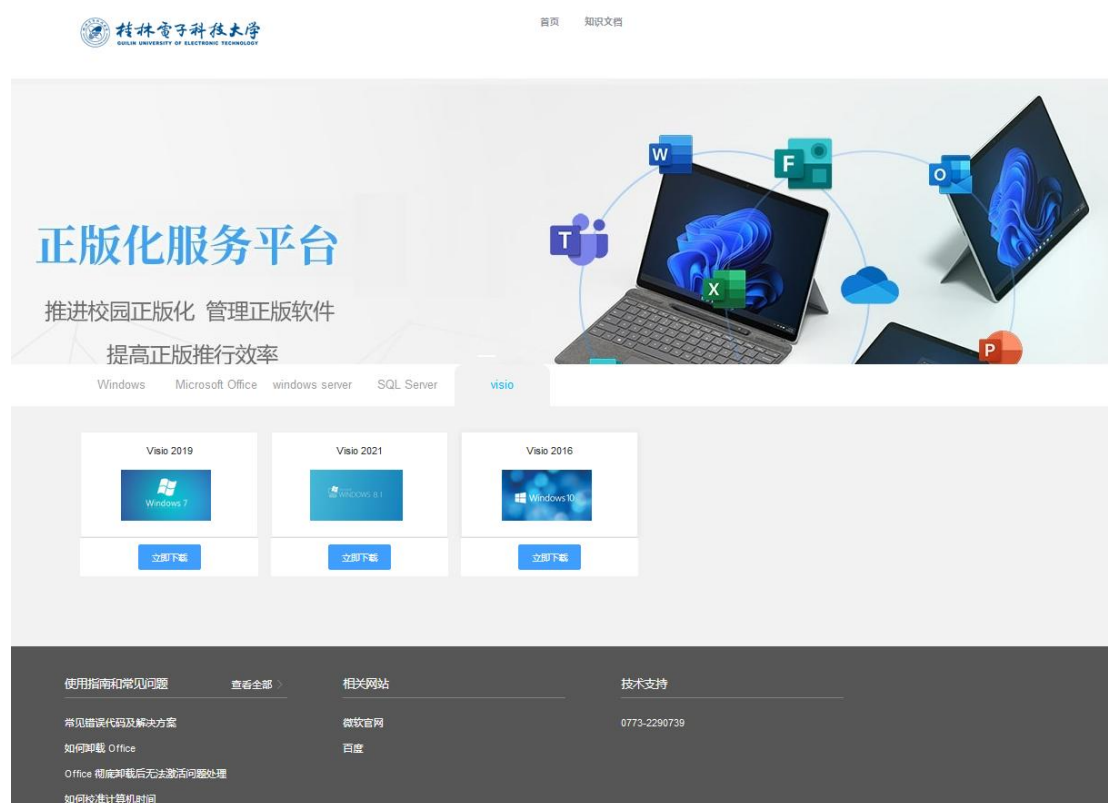 桂林電子科技大学
GUILIN UNIVERSITY OF ELECTRONIC TECHNOLOGY
首页 知识文档
正版化服务平台
推进校园正版化 管理正版软件
提高正版推行效率
W
F
O
T
X
P
Windows Microsoft Office windows server SQL Server visio
Visio 2019 Visio 2021 Visio 2016
Windows 7 WINDOWS 8.1 Windows10
立即下载 立即下载 立即下载
使用指南和常见问题 查看全部 相关网站 技术支持
常见错误代码及解决方案 微软官网 0773-2290739
如何卸载 Office 百度
Office 彻底卸载后无法激活问题处理
如何校准计算机时间